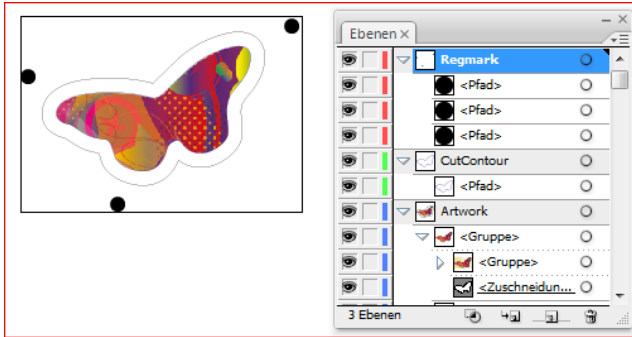 Ebenen ×
Regmark
<Pfad>
<Pfad>
<Pfad>
CutContour
<Pfad>
Artwork
<Gruppe>
<Gruppe>
<Zuschneidun...
3 Ebenen